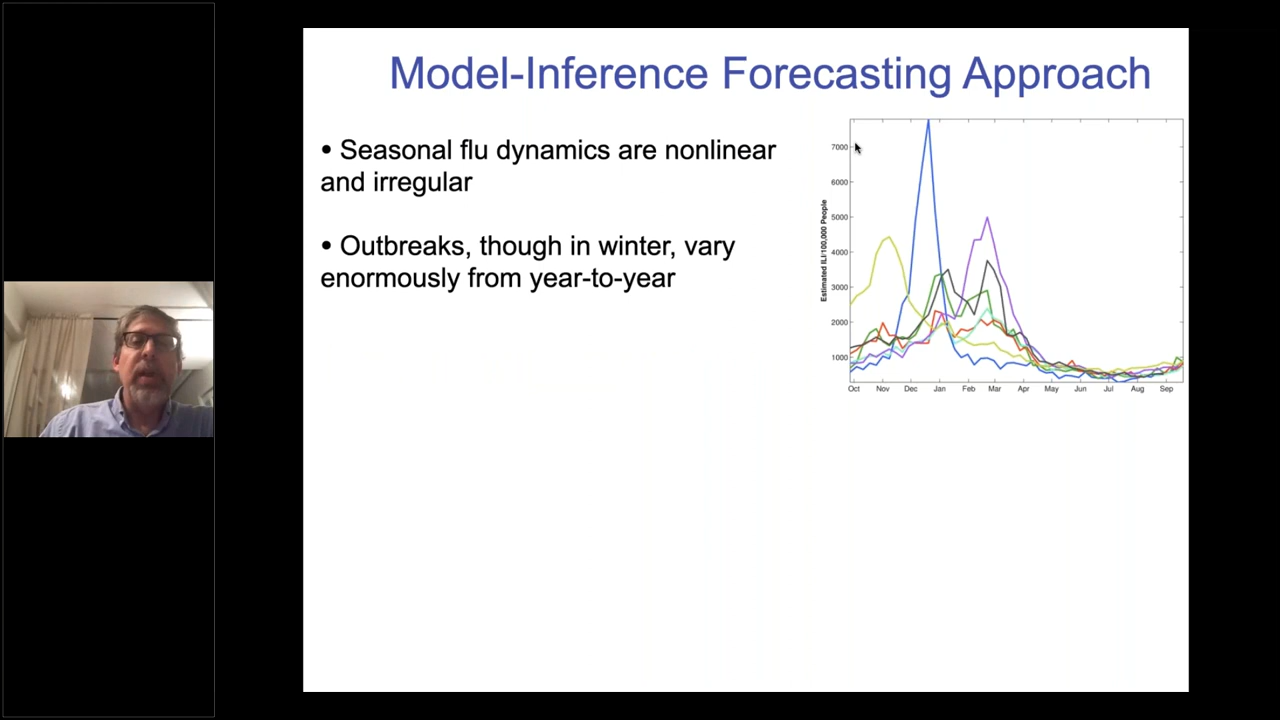 Model-Inference Forecasting Approach
• Seasonal flu dynamics are nonlinear
and irregular
• Outbreaks, though in winter, vary
enormously from year-to-year
Estimated ILI/100,000 People
7000
6000
5000
4000
3000
2000
1000
Oct Nov Dec Jan Feb Mar Apr May Jun Jul Aug Sep